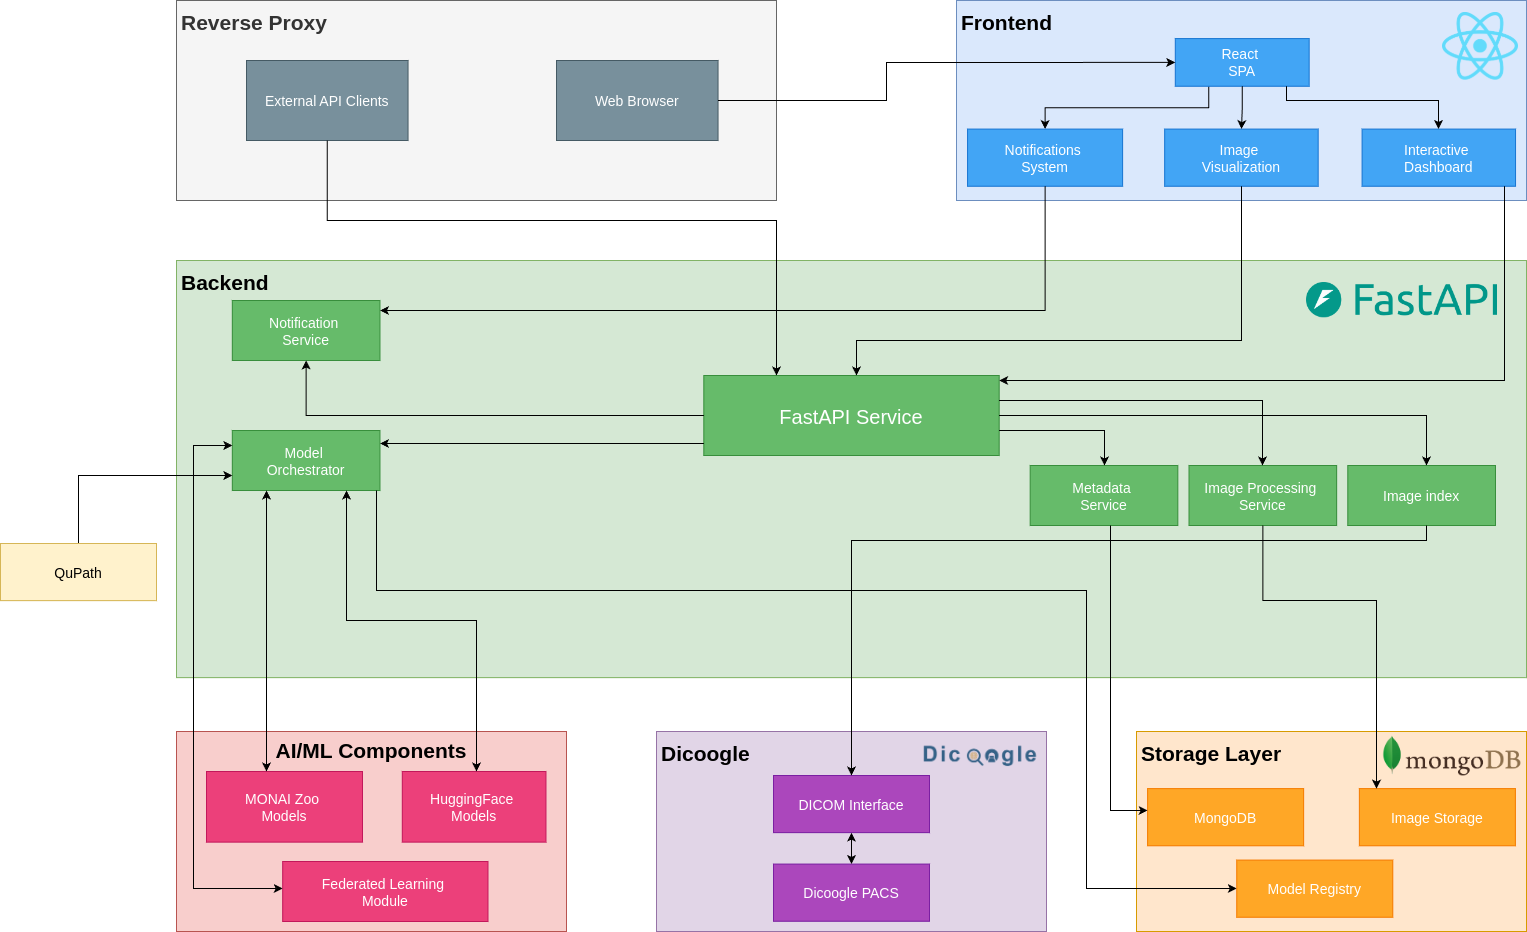 Reverse Proxy
External API Clients
Web Browser
Frontend
React
SPA
Notifications
System
Image
Visualization
Interactive
Dashboard
Backend
FastAPI
Notification
Service
FastAPI Service
Model
Orchestrator
Metadata
Service
Image Processing
Service
Image index
QuPath
AI/ML Components
MONAI Zoo
Models
HuggingFace
Models
Federated Learning
Module
Dicoogle
Dicoogle
DICOM Interface
Dicoogle PACS
Storage Layer
mongoDB
MongoDB
Image Storage
Model Registry